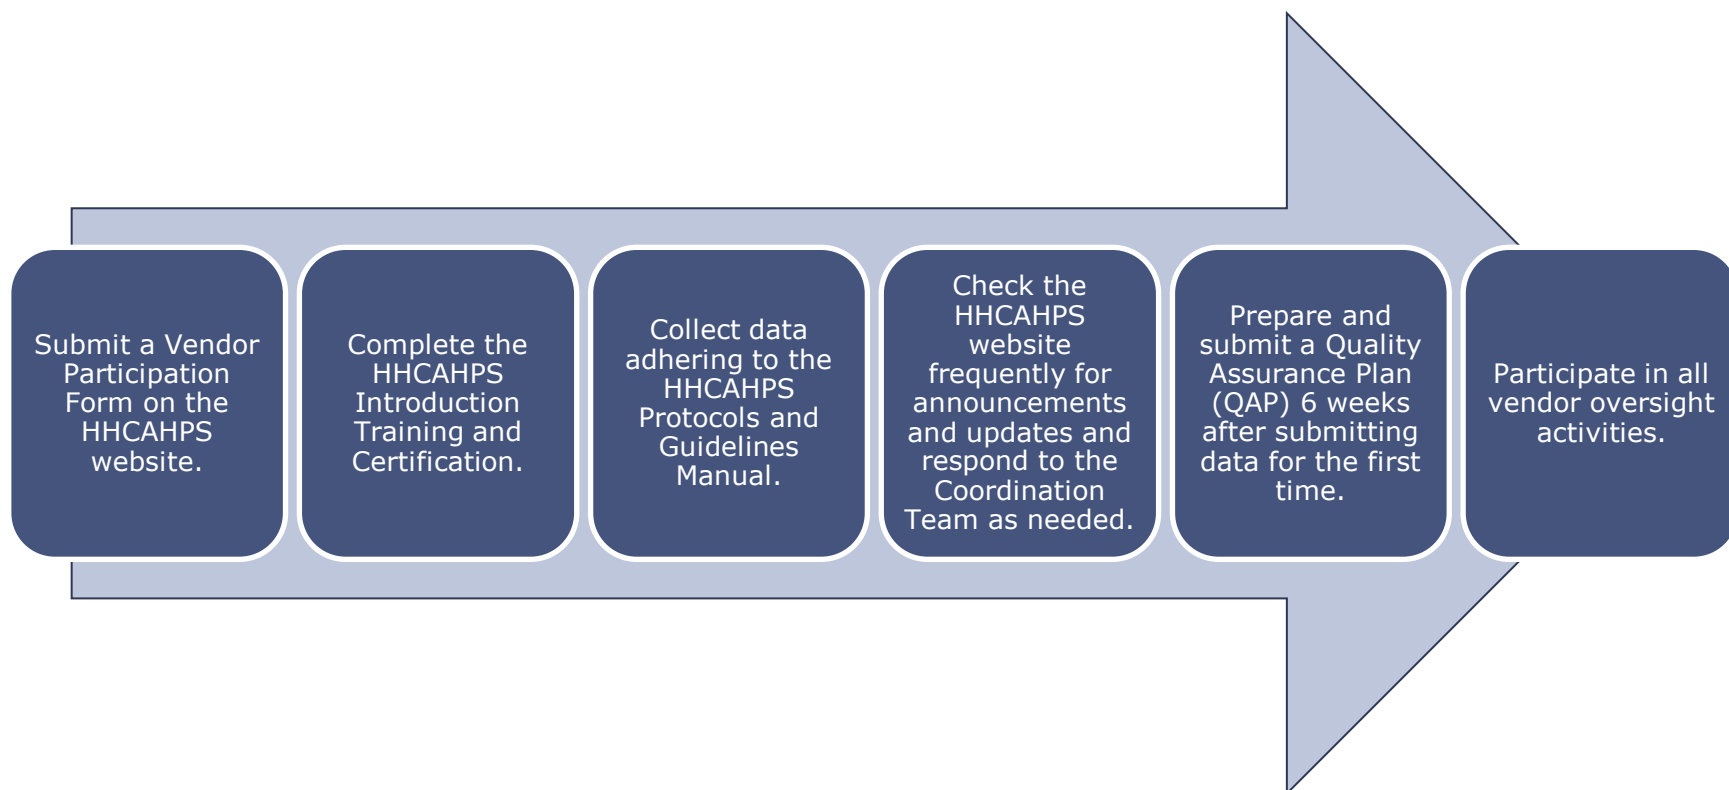 Submit a Vendor
Participation
Form on the
HHCAHPS
website.
Complete the
HHCAHPS
Introduction
Training and
Certification.
Collect data
adhering to the
HHCAHPS
Protocols and
Guidelines
Manual.
Check the
HHCAHPS
website
frequently for
announcements
and updates and
respond to the
Coordination
Team as needed.
Prepare and
submit a Quality
Assurance Plan
(QAP) 6 weeks
after submitting
data for the first
time.
Participate in all
vendor oversight
activities.